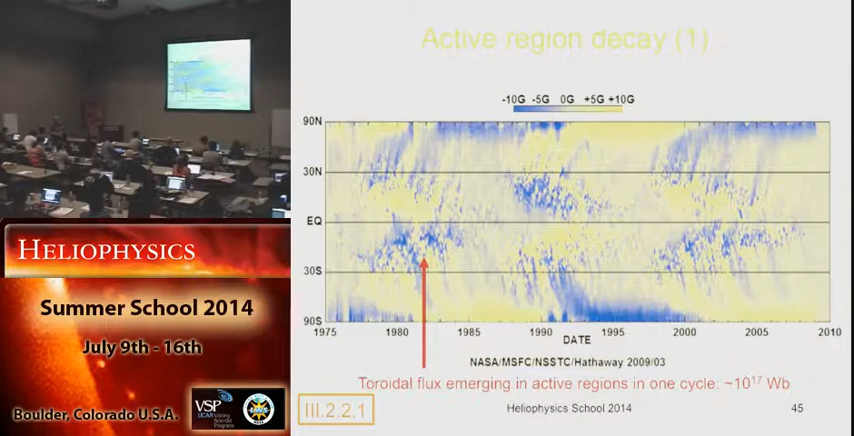 Active region decay (1)
-10G -5G 0G +5G +10G
90N
30N
EQ
30S
90S
1975 1980 1985 1990 1995 2000 2005 2010
DATE
NASA/MSFC/NSSTC/Hathaway 2009/03
Toroidal flux emerging in active regions in one cycle: ~10¹⁷ Wb
III.2.2.1
Heliophysics School 2014
45
HELIOPHYSICS
Summer School 2014
July 9th - 16th
Boulder, Colorado U.S.A.
VSP
UCAR Visiting
Scientist
Programs